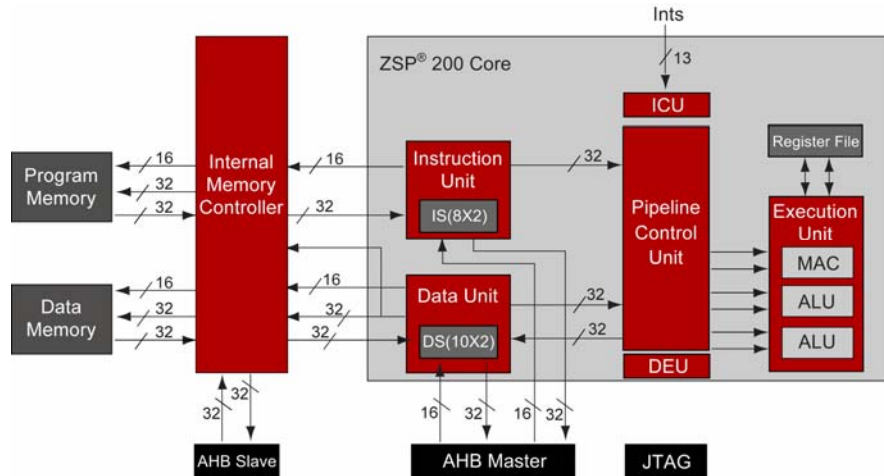 Ints
13
ZSP® 200 Core
ICU
Program
Memory
16
32
32
Internal
Memory
Controller
16
32
Instruction
Unit
IS(8X2)
32
Pipeline
Control
Unit
Register File
Execution
Unit
MAC
ALU
ALU
Data
Memory
16
32
32
16
32
32
Data Unit
DS(10X2)
32
32
DEU
32
32
16
32
16
32
AHB Slave
AHB Master
JTAG